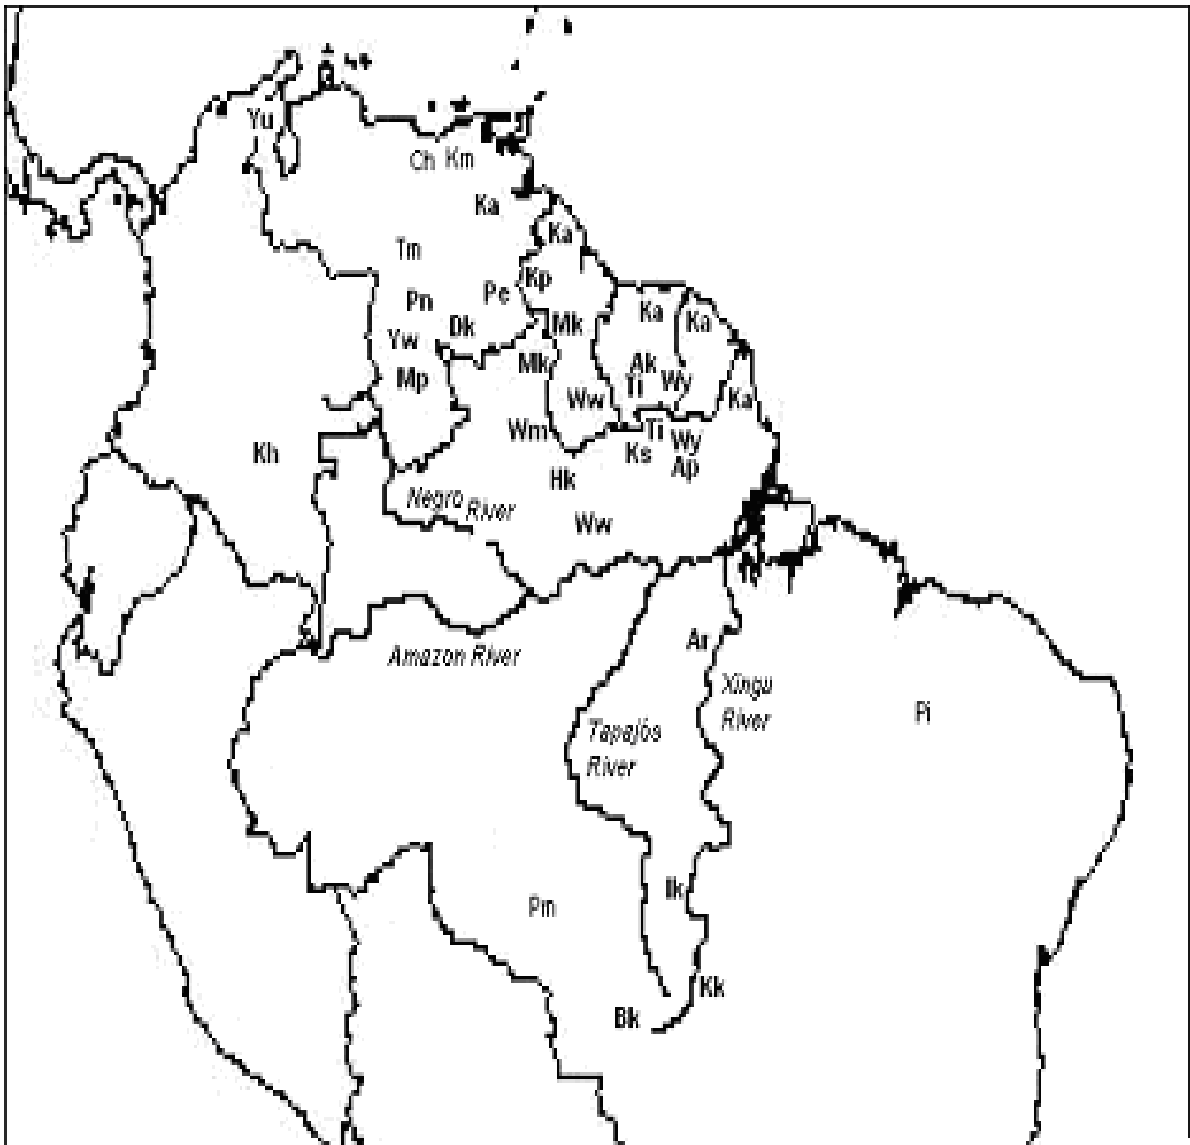 Yu
Ch Km
Ka
Ka
Tm
Kp
Pe
Pn
Ka
Ka
Dk
Mk
Yw
Mk
Ak
Mp
Ti
Wy
Ww
Ka
Wm
Ti
Wy
Kh
Ks
Ap
Hk
Negro River
Ww
Ar
Amazon River
Xingu
River
Pi
Tapajós
River
Ik
Pm
Kk
Bk